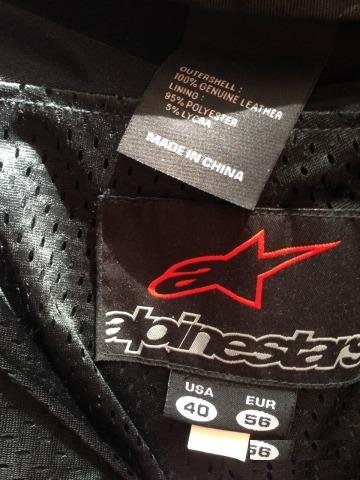 OUTERSHELL :
100% GENUINE LEATHER
LINING :
95% POLYESTER
5% LYCRA
MADE IN CHINA
alpinestars
USA EUR
40 56
56